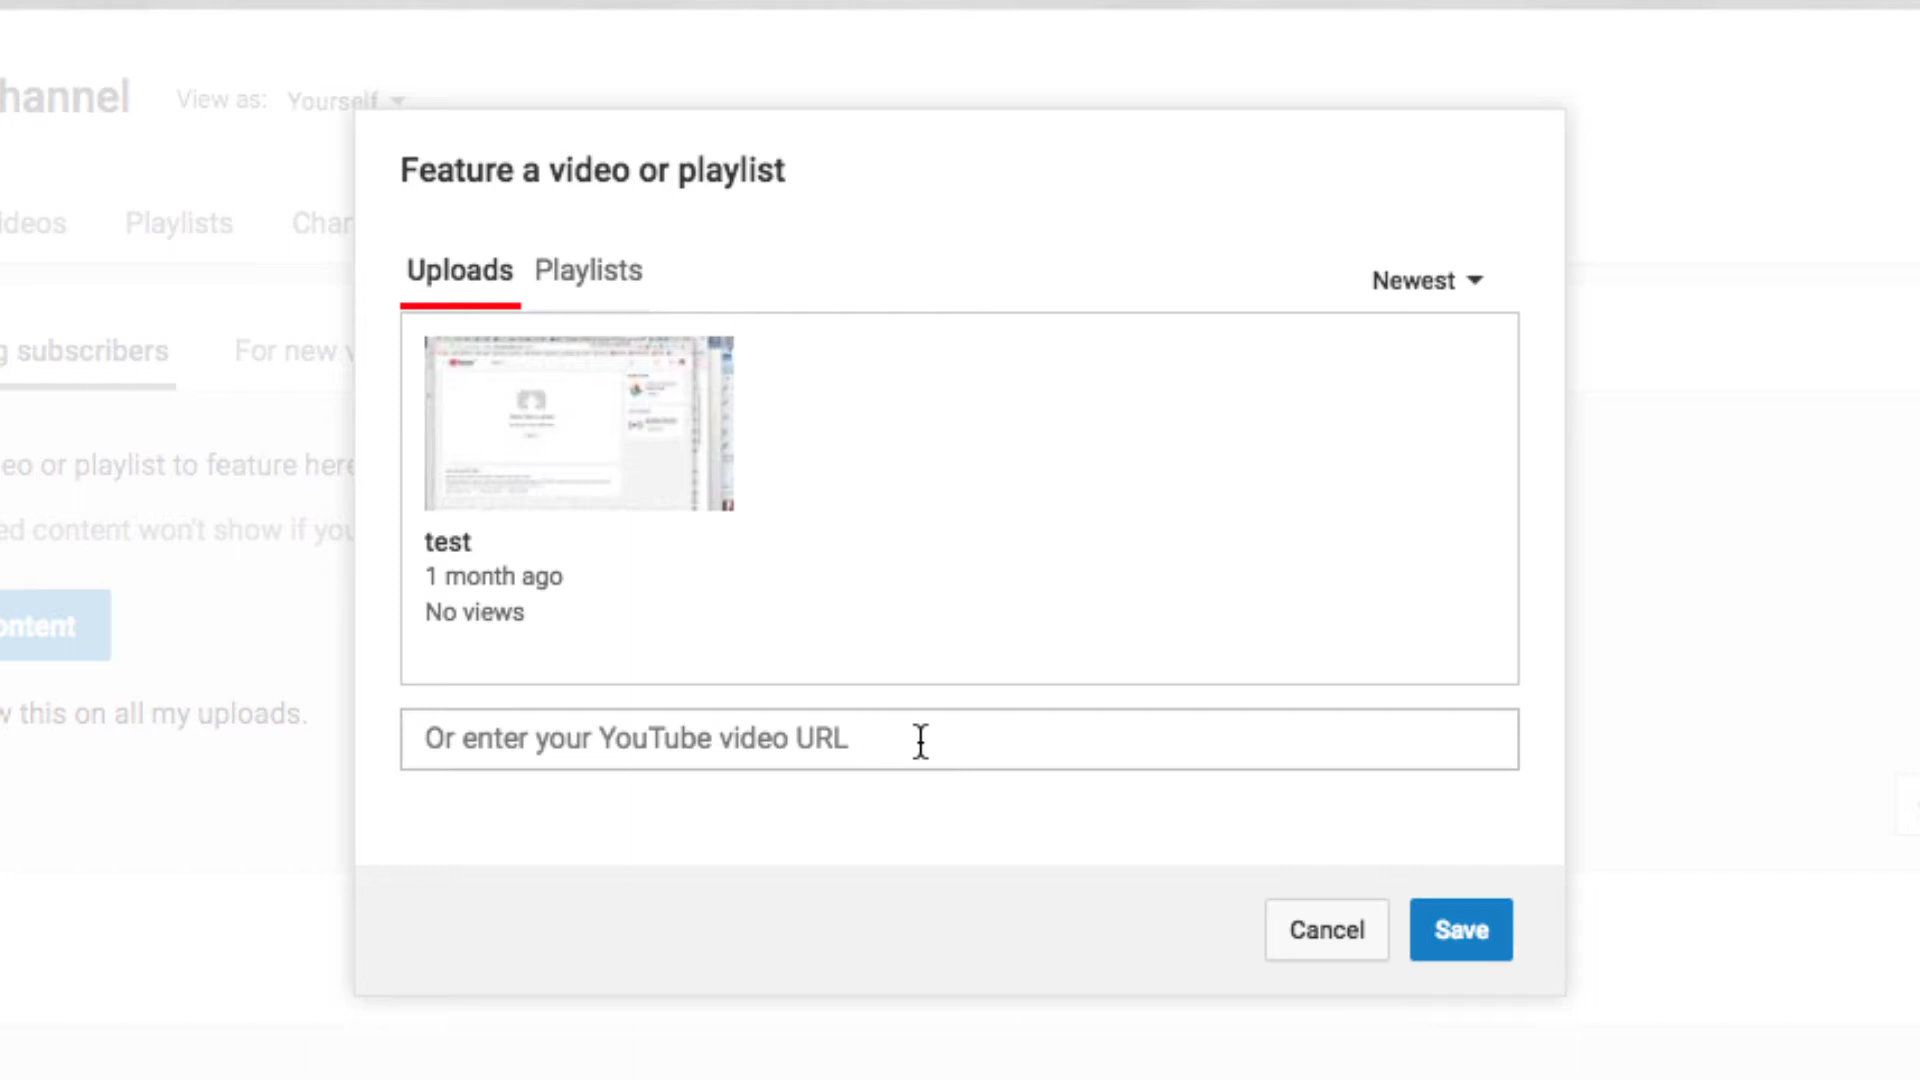 hannel
View as: Yourself
Feature a video or playlist
ideos Playlists Char
Uploads Playlists
Newest
g subscribers For new v
eo or playlist to feature here
ed content won't show if you
test
1 month ago
No views
ontent
w this on all my uploads.
Or enter your YouTube video URL
Cancel
Save